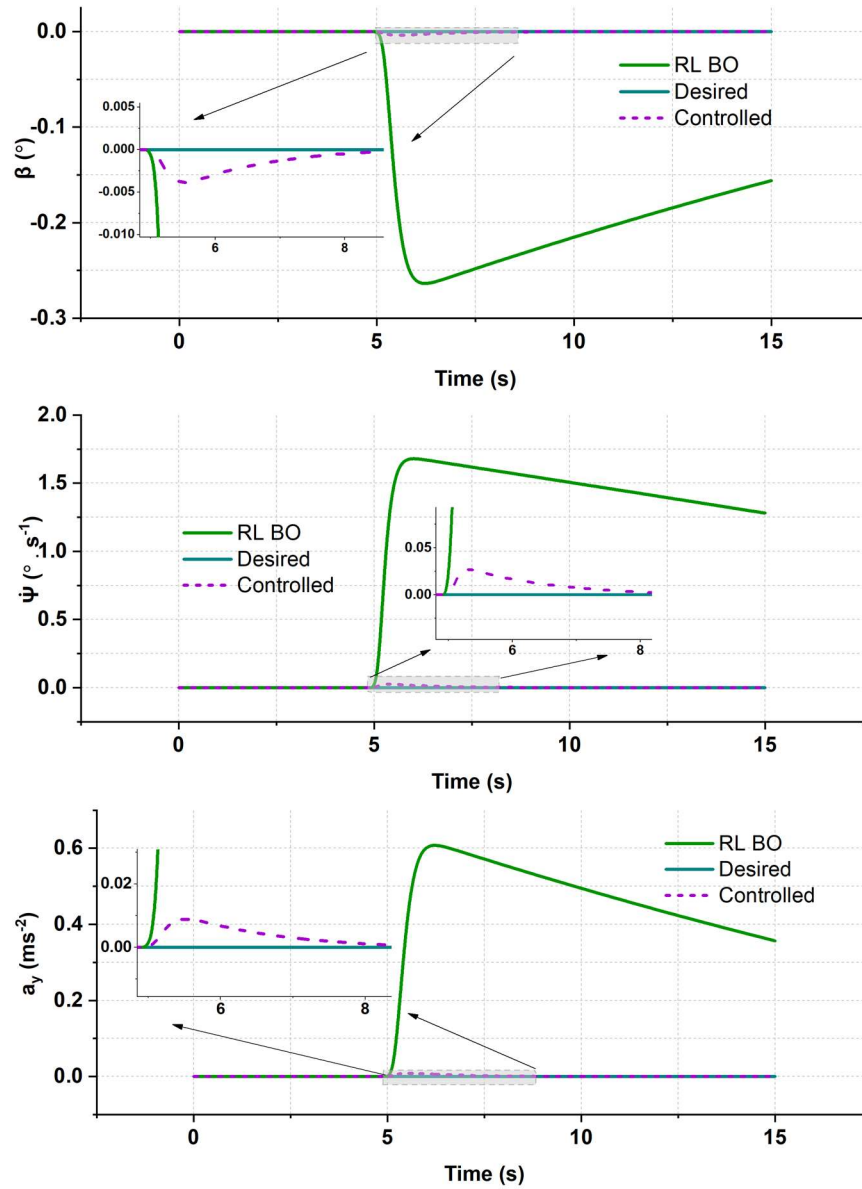 0.0
-0.1
-0.2
-0.3
β (°)
RL BO
Desired
Controlled
0.005
0.000
-0.005
-0.010
6 8
0 5 10 15
Time (s)
2.0
1.5
1.0
0.5
0.0
ψ̇ (° . s-1)
RL BO
Desired
Controlled
0.05
0.00
6 8
0 5 10 15
Time (s)
0.6
0.4
0.2
0.0
ay (ms-2)
RL BO
Desired
Controlled
0.02
0.00
6 8
0 5 10 15
Time (s)